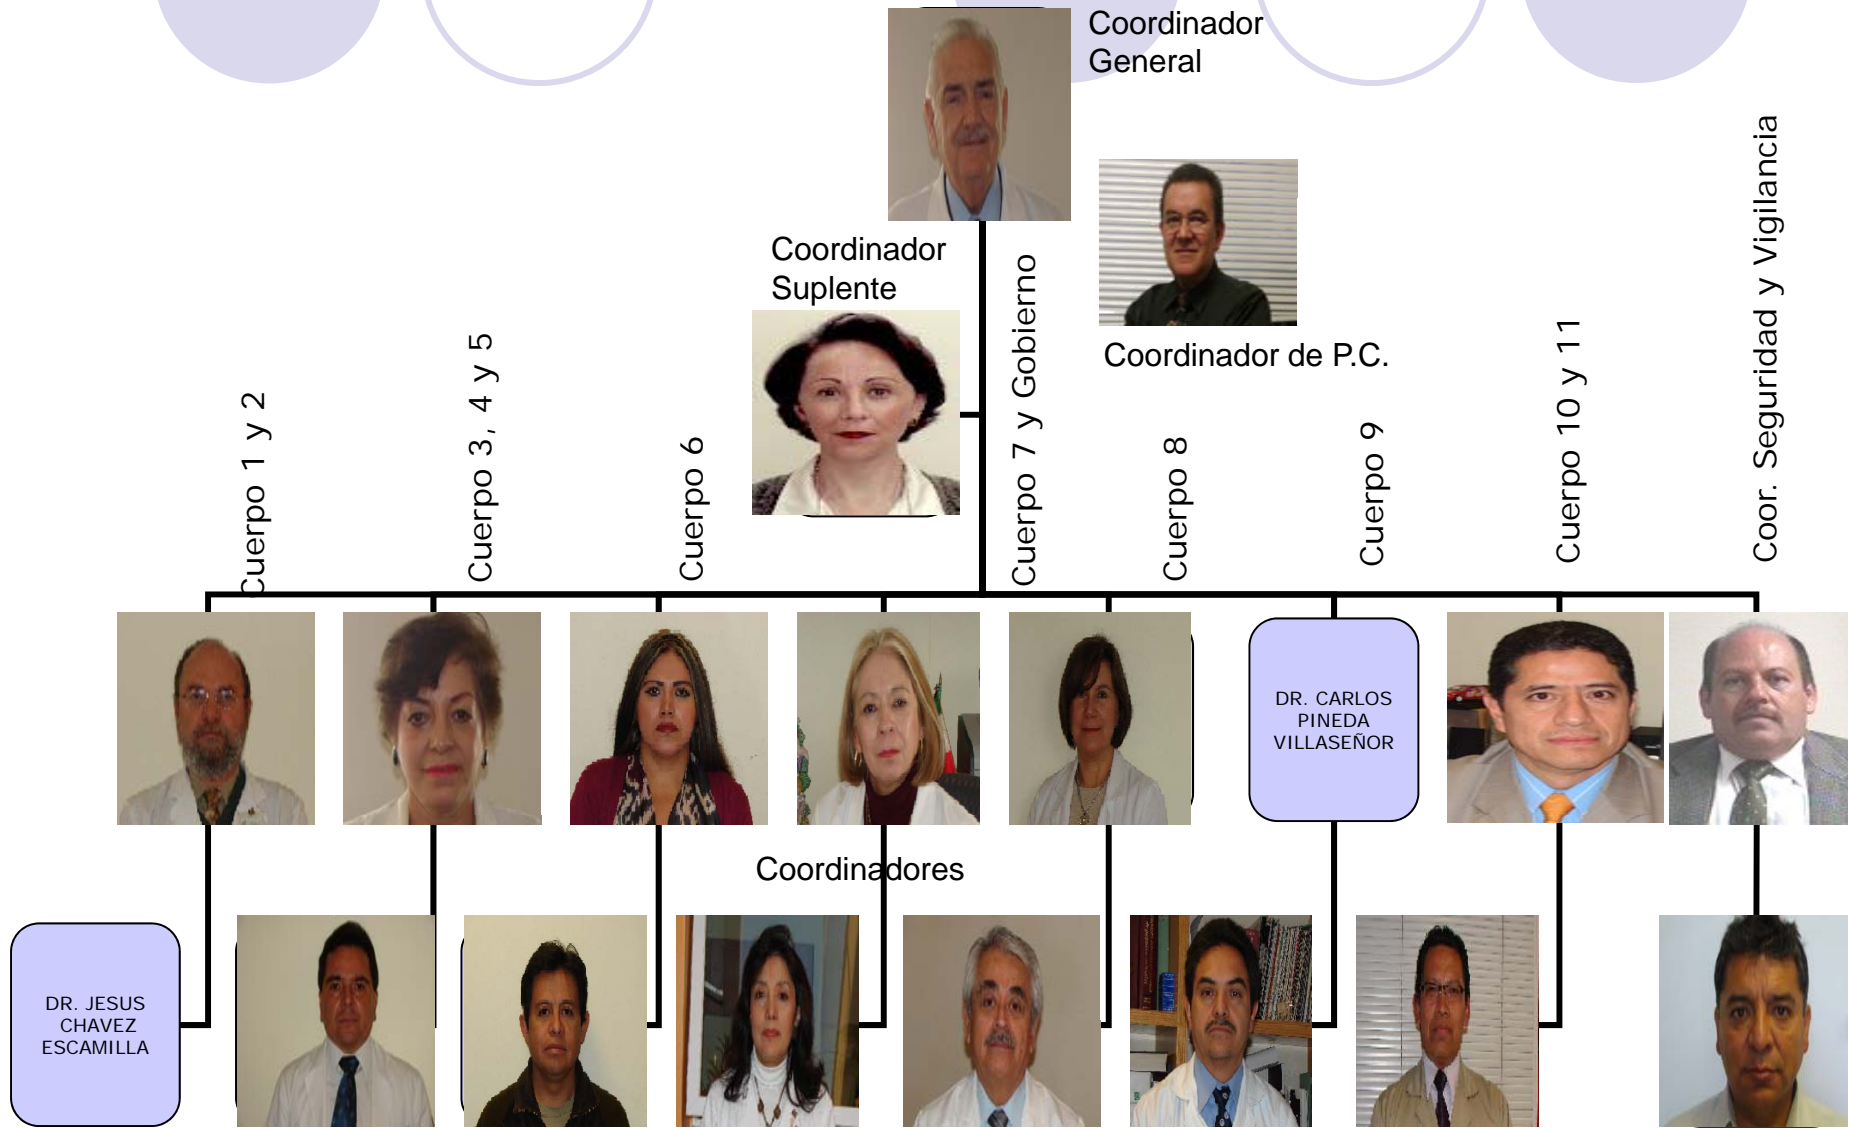 Coordinador
General
Coordinador
Suplente
Coordinador de P.C.
Cuerpo 1 y 2
Cuerpo 3, 4 y 5
Cuerpo 6
Cuerpo 7 y Gobierno
Cuerpo 8
Cuerpo 9
Cuerpo 10 y 11
Coor. Seguridad y Vigilancia
DR. CARLOS
PINEDA
VILLASEÑOR
Coordinadores
DR. JESUS
CHAVEZ
ESCAMILLA